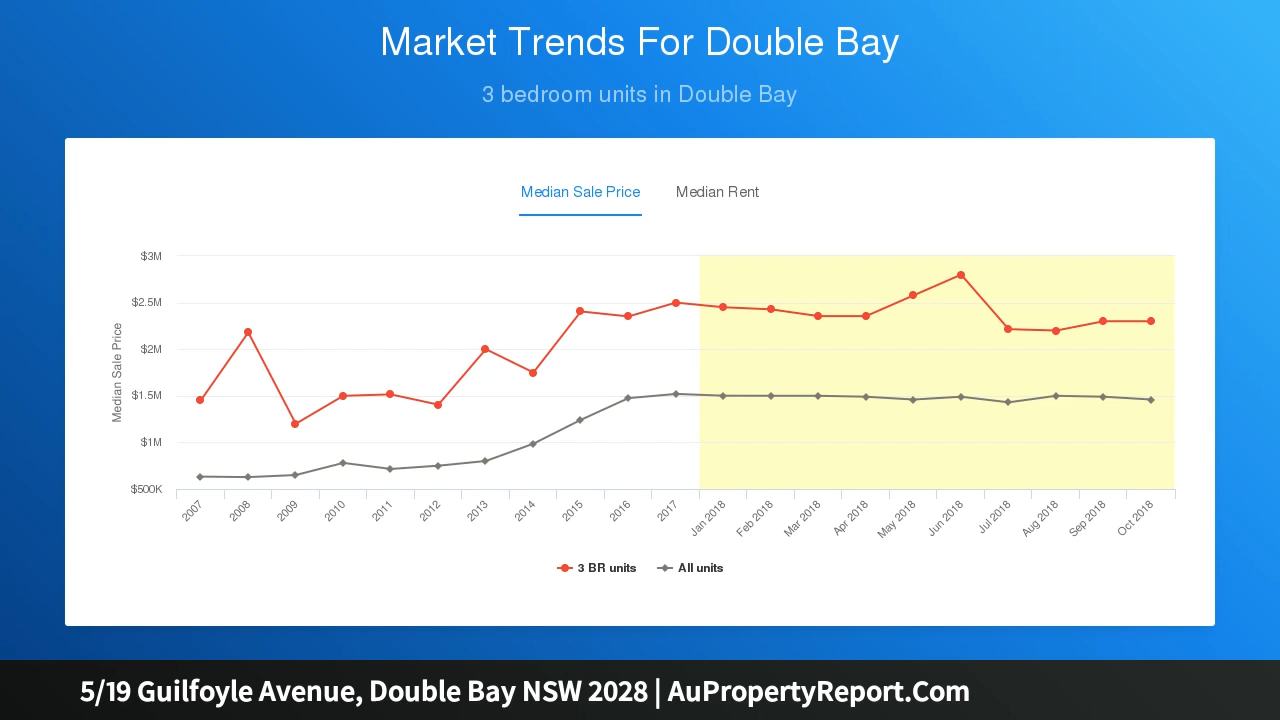 Market Trends For Double Bay
3 bedroom units in Double Bay
Median Sale Price
Median Rent
Median Sale Price
$3M
$2.5M
$2M
$1.5M
$1M
$500K
2007
2008
2009
2010
2011
2012
2013
2014
2015
2016
2017
Jan 2018
Feb 2018
Mar 2018
Apr 2018
May 2018
Jun 2018
Jul 2018
Aug 2018
Sep 2018
Oct 2018
3 BR units
All units
5/19 Guilfoyle Avenue, Double Bay NSW 2028 | AuPropertyReport.Com